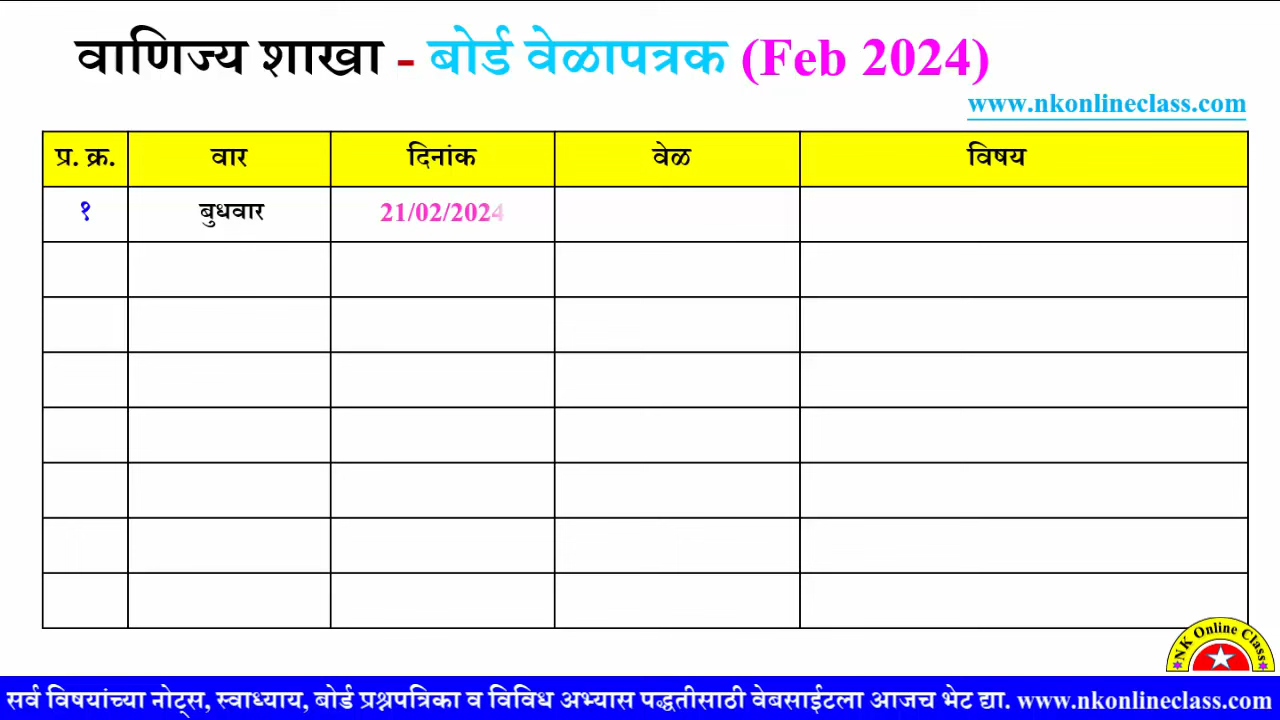 वाणिज्य शाखा - बोर्ड वेळापत्रक (Feb 2024)
www.nkonlineclass.com
प्र. क्र. वार दिनांक वेळ विषय
१ बुधवार 21/02/2024
NK Online Class
सर्व विषयांच्या नोट्स, स्वाध्याय, बोर्ड प्रश्नपत्रिका व विविध अभ्यास पद्धतीसाठी वेबसाईटला आजच भेट द्या. www.nkonlineclass.com